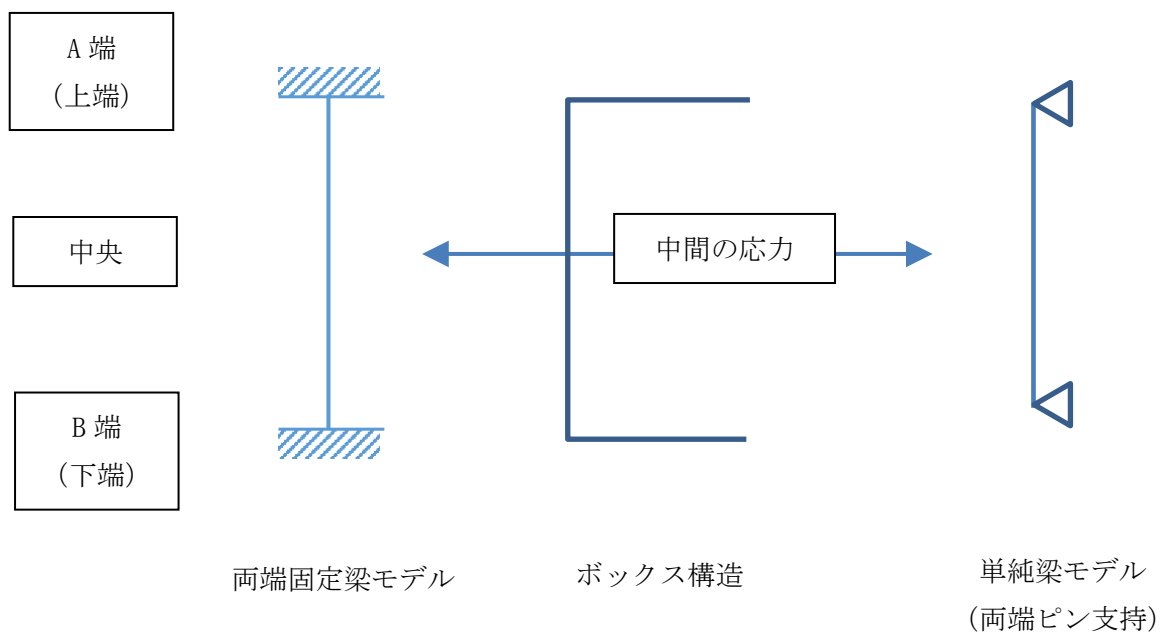 A 端
（上端）
中央
中間の応力
B 端
（下端）
両端固定梁モデル
ボックス構造
単純梁モデル
（両端ピン支持）